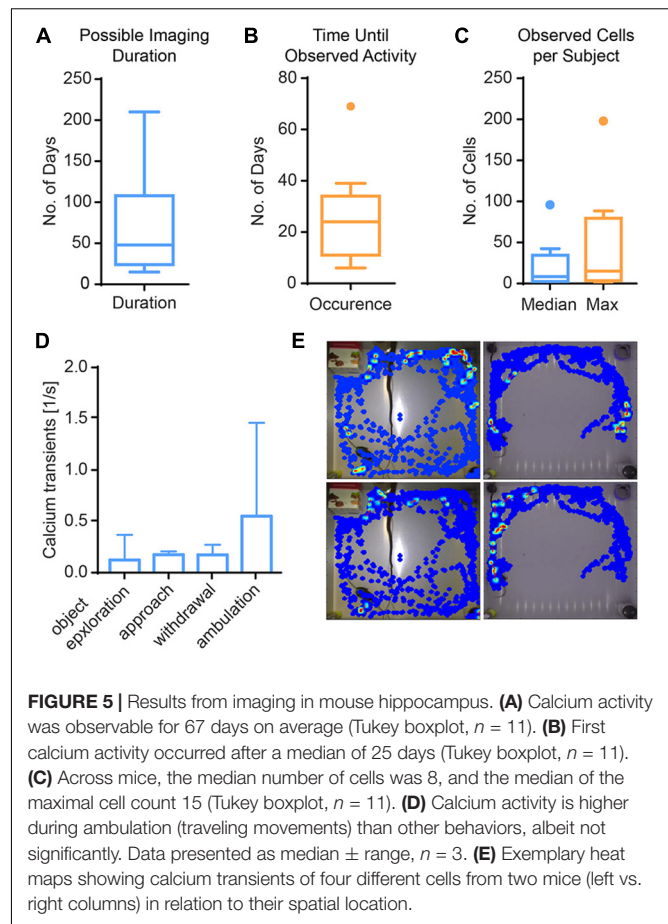 A
Possible Imaging
Duration
No. of Days
250
200
150
100
50
0
Duration
B
Time Until
Observed Activity
No. of Days
80
60
40
20
0
Occurence
C
Observed Cells
per Subject
No. of Cells
250
200
150
100
50
0
Median Max
D
Calcium transients [1/s]
2.0
1.5
1.0
0.5
0.0
object
epxloration
approach
withdrawal
ambulation
E
FIGURE 5 | Results from imaging in mouse hippocampus. (A) Calcium activity
was observable for 67 days on average (Tukey boxplot, n = 11). (B) First
calcium activity occurred after a median of 25 days (Tukey boxplot, n = 11).
(C) Across mice, the median number of cells was 8, and the median of the
maximal cell count 15 (Tukey boxplot, n = 11). (D) Calcium activity is higher
during ambulation (traveling movements) than other behaviors, albeit not
significantly. Data presented as median ± range, n = 3. (E) Exemplary heat
maps showing calcium transients of four different cells from two mice (left vs.
right columns) in relation to their spatial location.